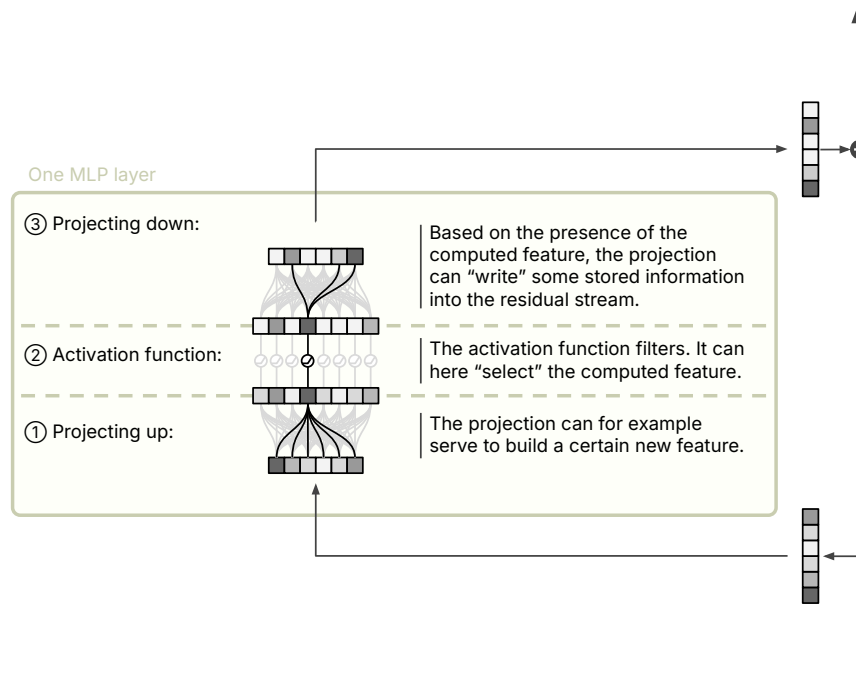 One MLP layer
③ Projecting down:
Based on the presence of the
computed feature, the projection
can “write” some stored information
into the residual stream.
② Activation function:
The activation function filters. It can
here “select” the computed feature.
① Projecting up:
The projection can for example
serve to build a certain new feature.